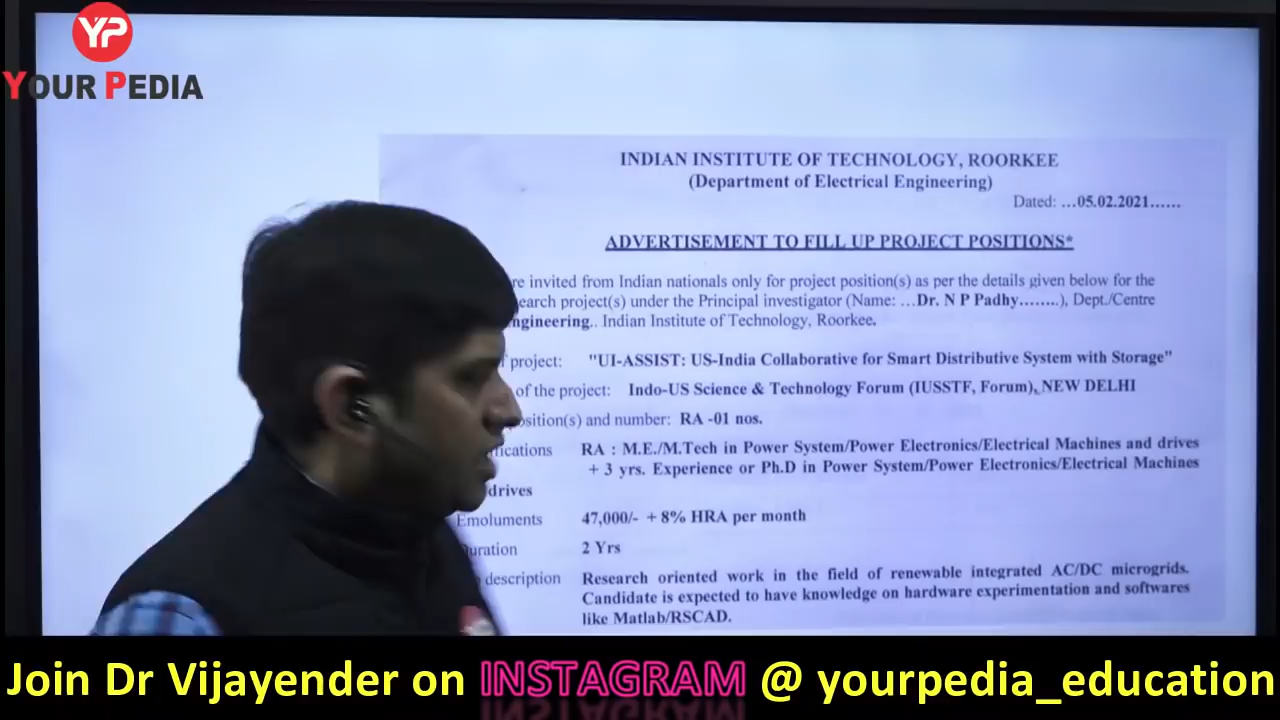 YP
YOUR PEDIA
INDIAN INSTITUTE OF TECHNOLOGY, ROORKEE
(Department of Electrical Engineering)
Dated: ...05.02.2021......
ADVERTISEMENT TO FILL UP PROJECT POSITIONS*
re invited from Indian nationals only for project position(s) as per the details given below for the
earch project(s) under the Principal investigator (Name: ...Dr. N P Padhy........), Dept./Centre
ngineering.. Indian Institute of Technology, Roorkee.
f project: "UI-ASSIST: US-India Collaborative for Smart Distributive System with Storage"
of the project: Indo-US Science & Technology Forum (IUSSTF, Forum), NEW DELHI
osition(s) and number: RA -01 nos.
fications RA : M.E./M.Tech in Power System/Power Electronics/Electrical Machines and drives
+ 3 yrs. Experience or Ph.D in Power System/Power Electronics/Electrical Machines
drives
Emoluments 47,000/- + 8% HRA per month
uration 2 Yrs
description Research oriented work in the field of renewable integrated AC/DC microgrids.
Candidate is expected to have knowledge on hardware experimentation and softwares
like Matlab/RSCAD.
Join Dr Vijayender on INSTAGRAM @ yourpedia_education